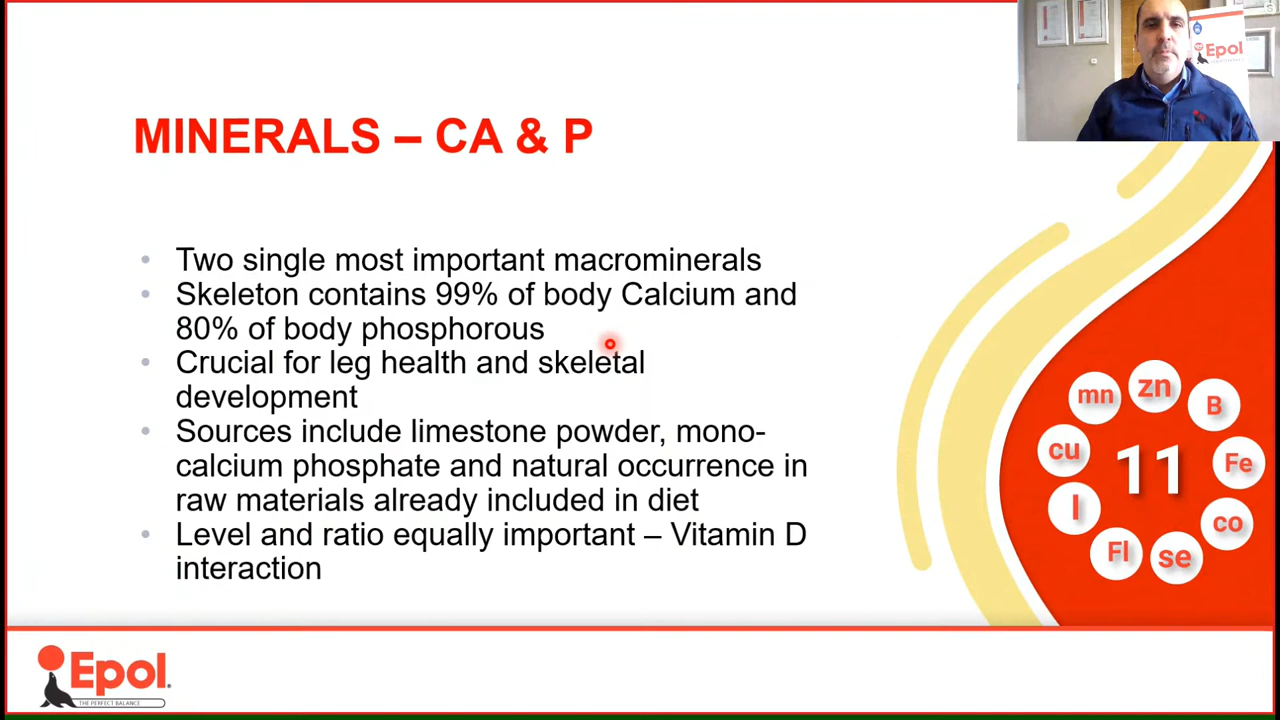 MINERALS – CA & P
• Two single most important macrominerals
• Skeleton contains 99% of body Calcium and
80% of body phosphorous
• Crucial for leg health and skeletal
development
• Sources include limestone powder, mono-
calcium phosphate and natural occurrence in
raw materials already included in diet
• Level and ratio equally important – Vitamin D
interaction
Epol
mn
zn
B
cu
11
Fe
I
co
Fl
se
Epol
THE PERFECT BALANCE